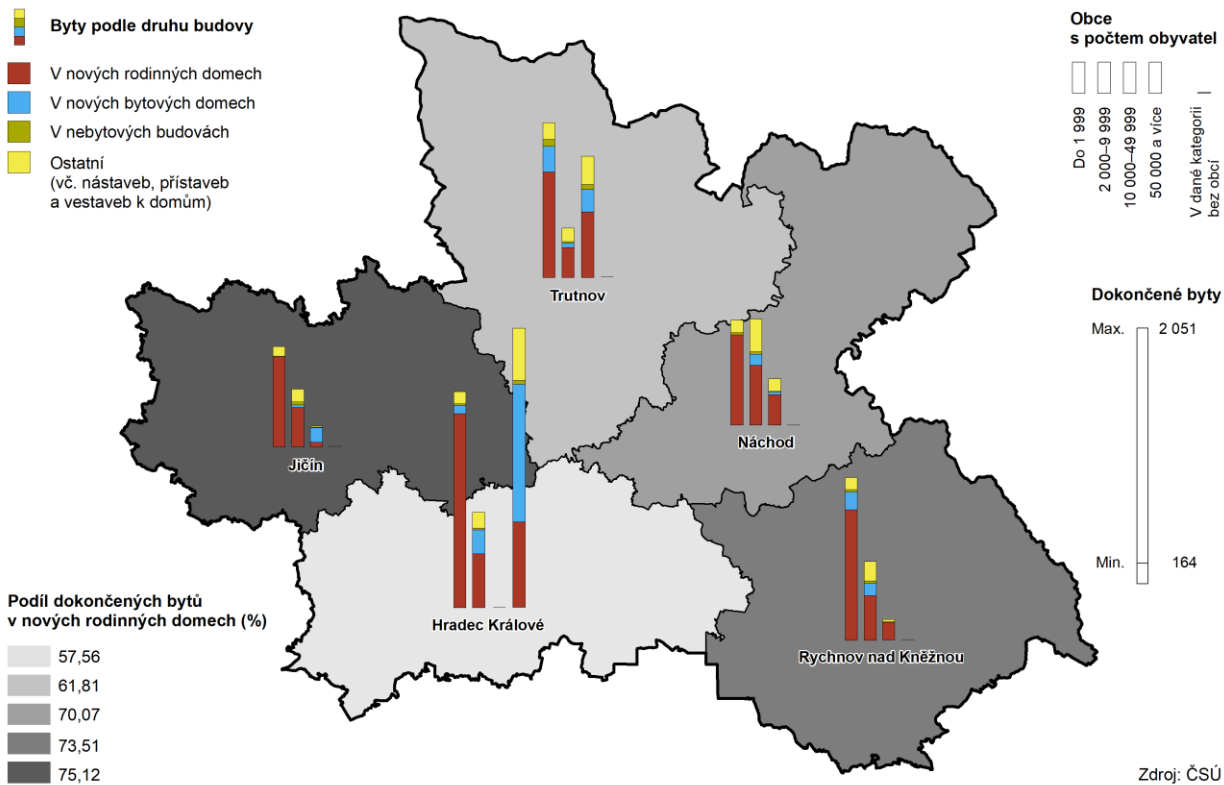 Byty podle druhu budovy
V nových rodinných domech
V nových bytových domech
V nebytových budovách
Ostatní
(vč. nástaveb, přístaveb
a vestaveb k domům)
Obce
s počtem obyvatel
Do 1 999
2 000–9 999
10 000–49 999
50 000 a více
V dané kategorii
bez obcí
Trutnov
Náchod
Jičín
Hradec Králové
Rychnov nad Kněžnou
Dokončené byty
Max. 2 051
Min. 164
Podíl dokončených bytů
v nových rodinných domech (%)
57,56
61,81
70,07
73,51
75,12
Zdroj: ČSÚ